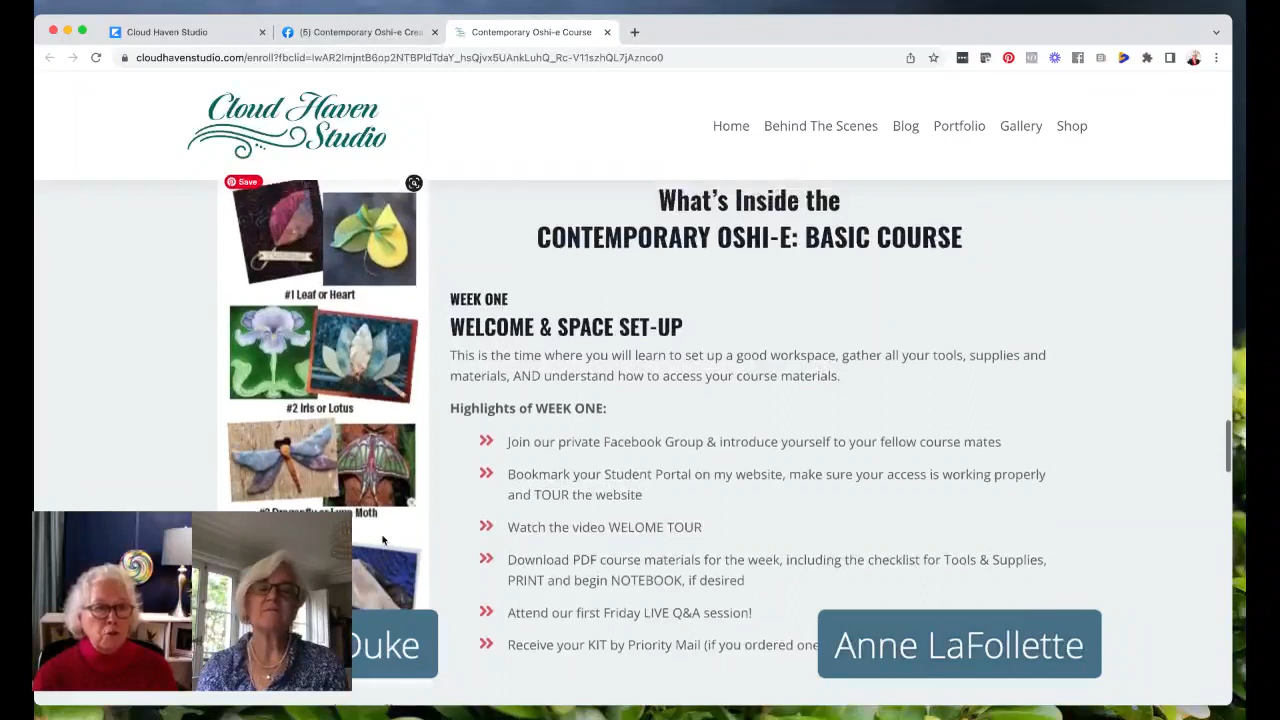 Cloud Haven Studio
(5) Contemporary Oshi-e Crea
Contemporary Oshi-e Course
Cloud Haven
Studio
Home
Behind The Scenes
Blog
Portfolio
Gallery
Shop
Save
#1 Leaf or Heart
#2 Iris or Lotus
What's Inside the
CONTEMPORARY OSHI-E: BASIC COURSE
WEEK ONE
WELCOME & SPACE SET-UP
This is the time where you will learn to set up a good workspace, gather all your tools, supplies and
materials, AND understand how to access your course materials.
Highlights of WEEK ONE:
Join our private Facebook Group & introduce yourself to your fellow course mates
Bookmark your Student Portal on my website, make sure your access is working properly
and TOUR the website
Watch the video WELOME TOUR
Download PDF course materials for the week, including the checklist for Tools & Supplies,
PRINT and begin NOTEBOOK, if desired
Attend our first Friday LIVE Q&A session!
Receive your KIT by Priority Mail (if you ordered one
Duke
Anne LaFollette